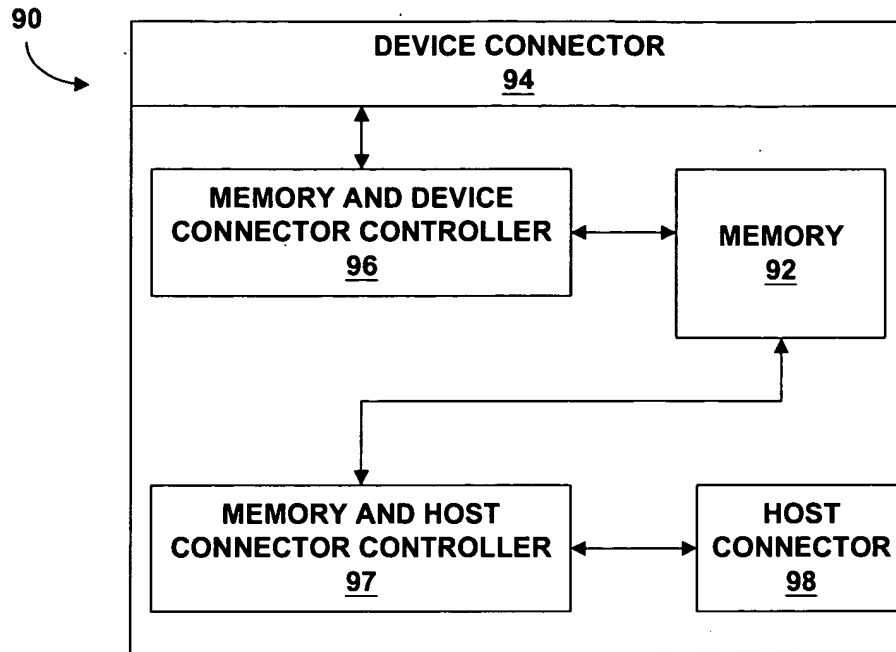 90
DEVICE CONNECTOR
94
MEMORY AND DEVICE
CONNECTOR CONTROLLER
96
MEMORY
92
MEMORY AND HOST
CONNECTOR CONTROLLER
97
HOST
CONNECTOR
98